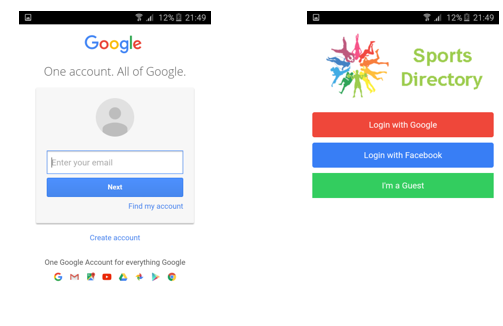 12% 21:49
Google
One account. All of Google.
Enter your email
Next
Find my account
Create account
One Google Account for everything Google
12% 21:49
Sports
Directory
Login with Google
Login with Facebook
I'm a Guest